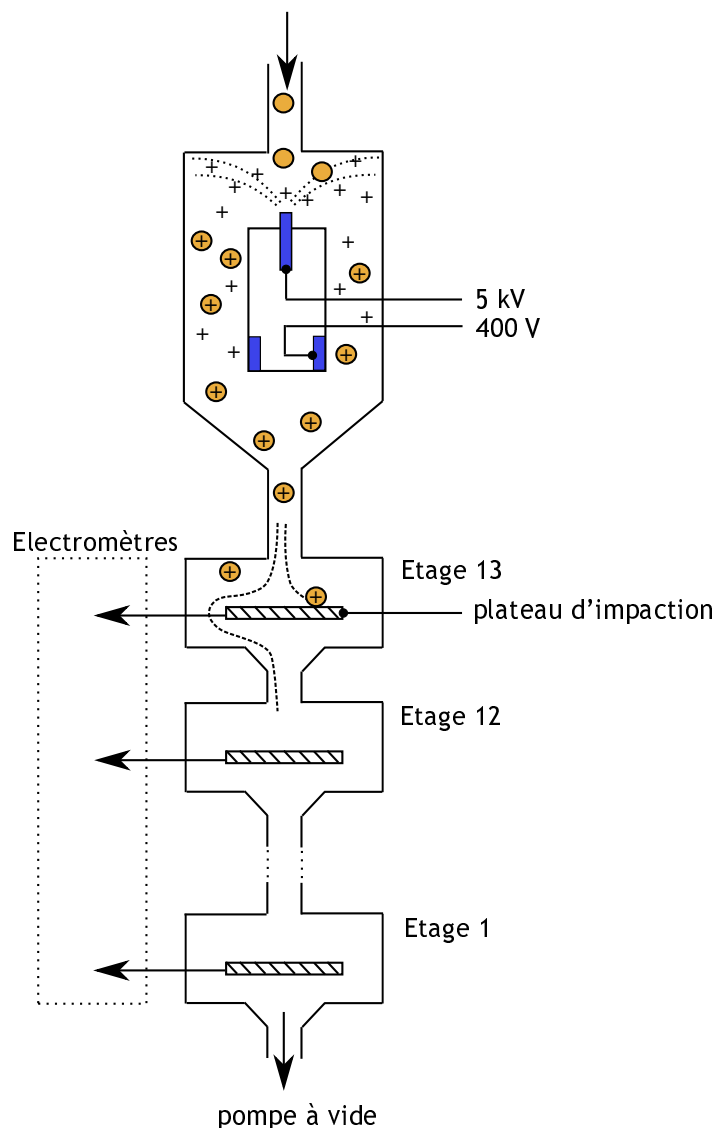 5 kV
400 V
Electromètres
Etage 13
plateau d’impaction
Etage 12
Etage 1
pompe à vide